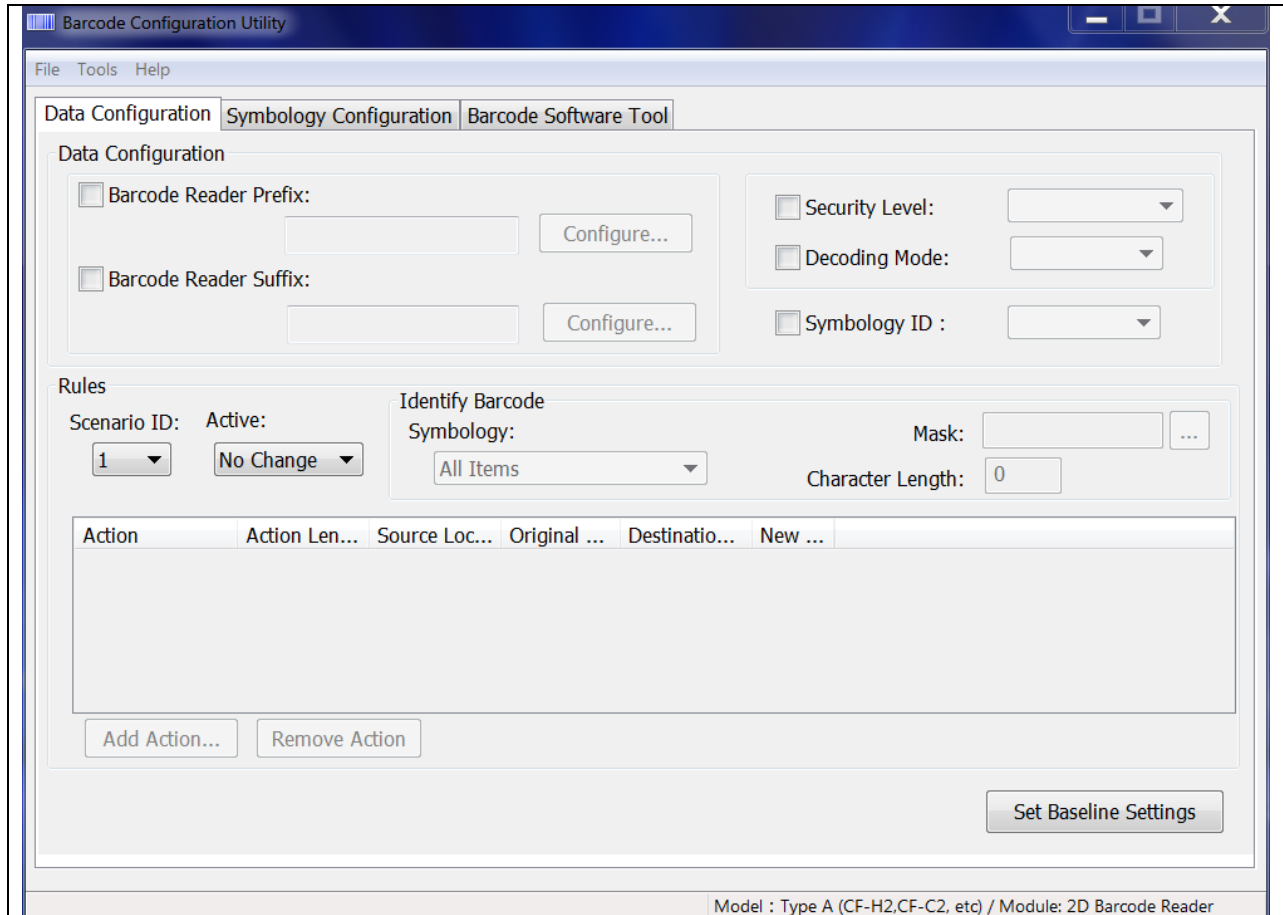 Barcode Configuration Utility
File Tools Help
Data Configuration Symbology Configuration Barcode Software Tool
Data Configuration
Barcode Reader Prefix:
Configure...
Barcode Reader Suffix:
Configure...
Security Level:
Decoding Mode:
Symbology ID :
Rules
Scenario ID: Active:
1 No Change
Identify Barcode
Symbology:
All Items
Mask:
...
Character Length: 0
Action Action Len... Source Loc... Original ... Destinatio... New ...
Add Action... Remove Action
Set Baseline Settings
Model : Type A (CF-H2,CF-C2, etc) / Module: 2D Barcode Reader